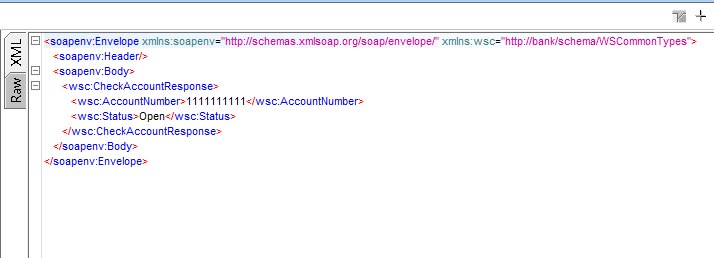 XML
Raw
<soapenv:Envelope xmlns:soapenv="http://schemas.xmlsoap.org/soap/envelope/" xmlns:wsc="http://bank/schema/WSCommonTypes">
<soapenv:Header/>
<soapenv:Body>
<wsc:CheckAccountResponse>
<wsc:AccountNumber>1111111111</wsc:AccountNumber>
<wsc:Status>Open</wsc:Status>
</wsc:CheckAccountResponse>
</soapenv:Body>
</soapenv:Envelope>